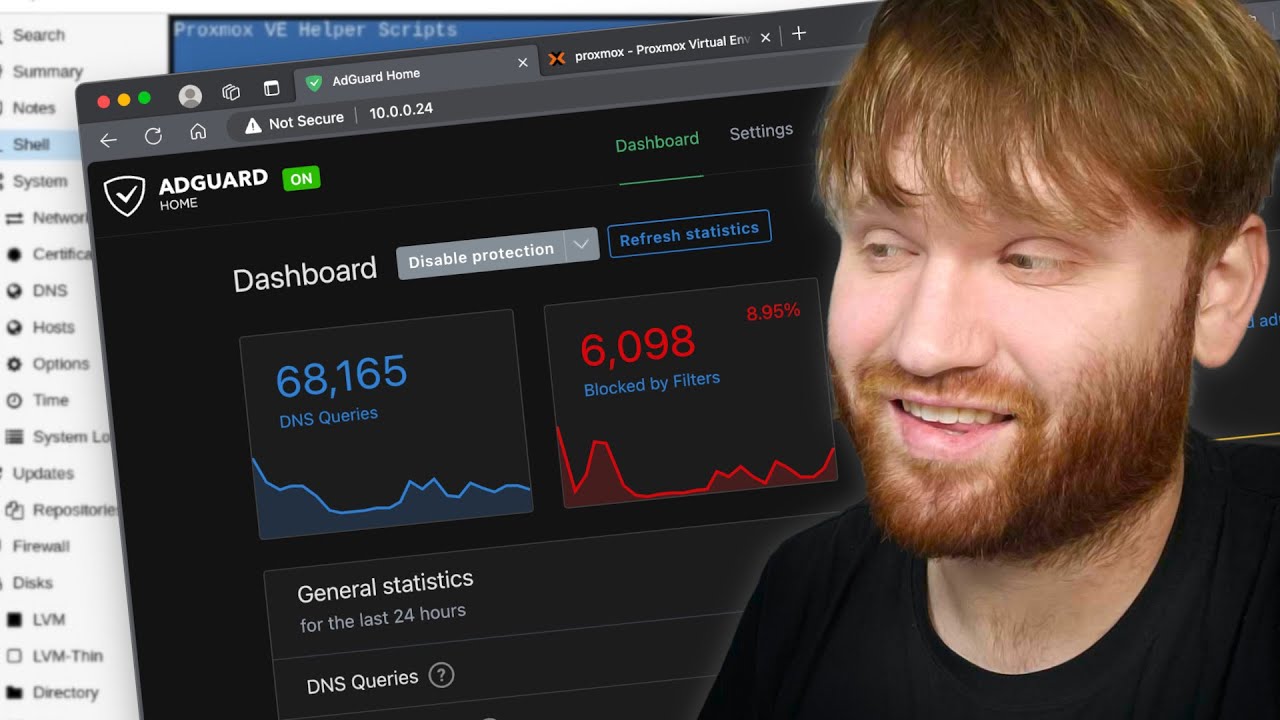 Proxmox VE Helper Scripts
Search
Summary
Notes
Shell
System
Network
Certifica
DNS
Hosts
Options
Time
System Lo
Updates
Repositories
Firewall
Disks
LVM
LVM-Thin
Directory
AdGuard Home
proxmox - Proxmox Virtual Env
Not Secure
10.0.0.24
ADGUARD
HOME
ON
Dashboard
Settings
Dashboard
Disable protection
Refresh statistics
68,165
DNS Queries
6,098
8.95%
Blocked by Filters
General statistics
for the last 24 hours
DNS Queries
?